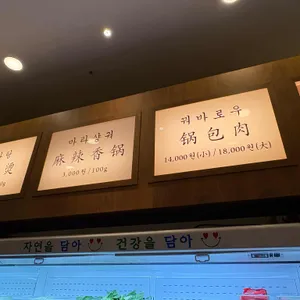 烫
마라샹궈
麻辣香锅
3,000원/100g
꿔바로우
锅包肉
14,000원(小)/18,000원(大)
자연을 담아 건강을 담아